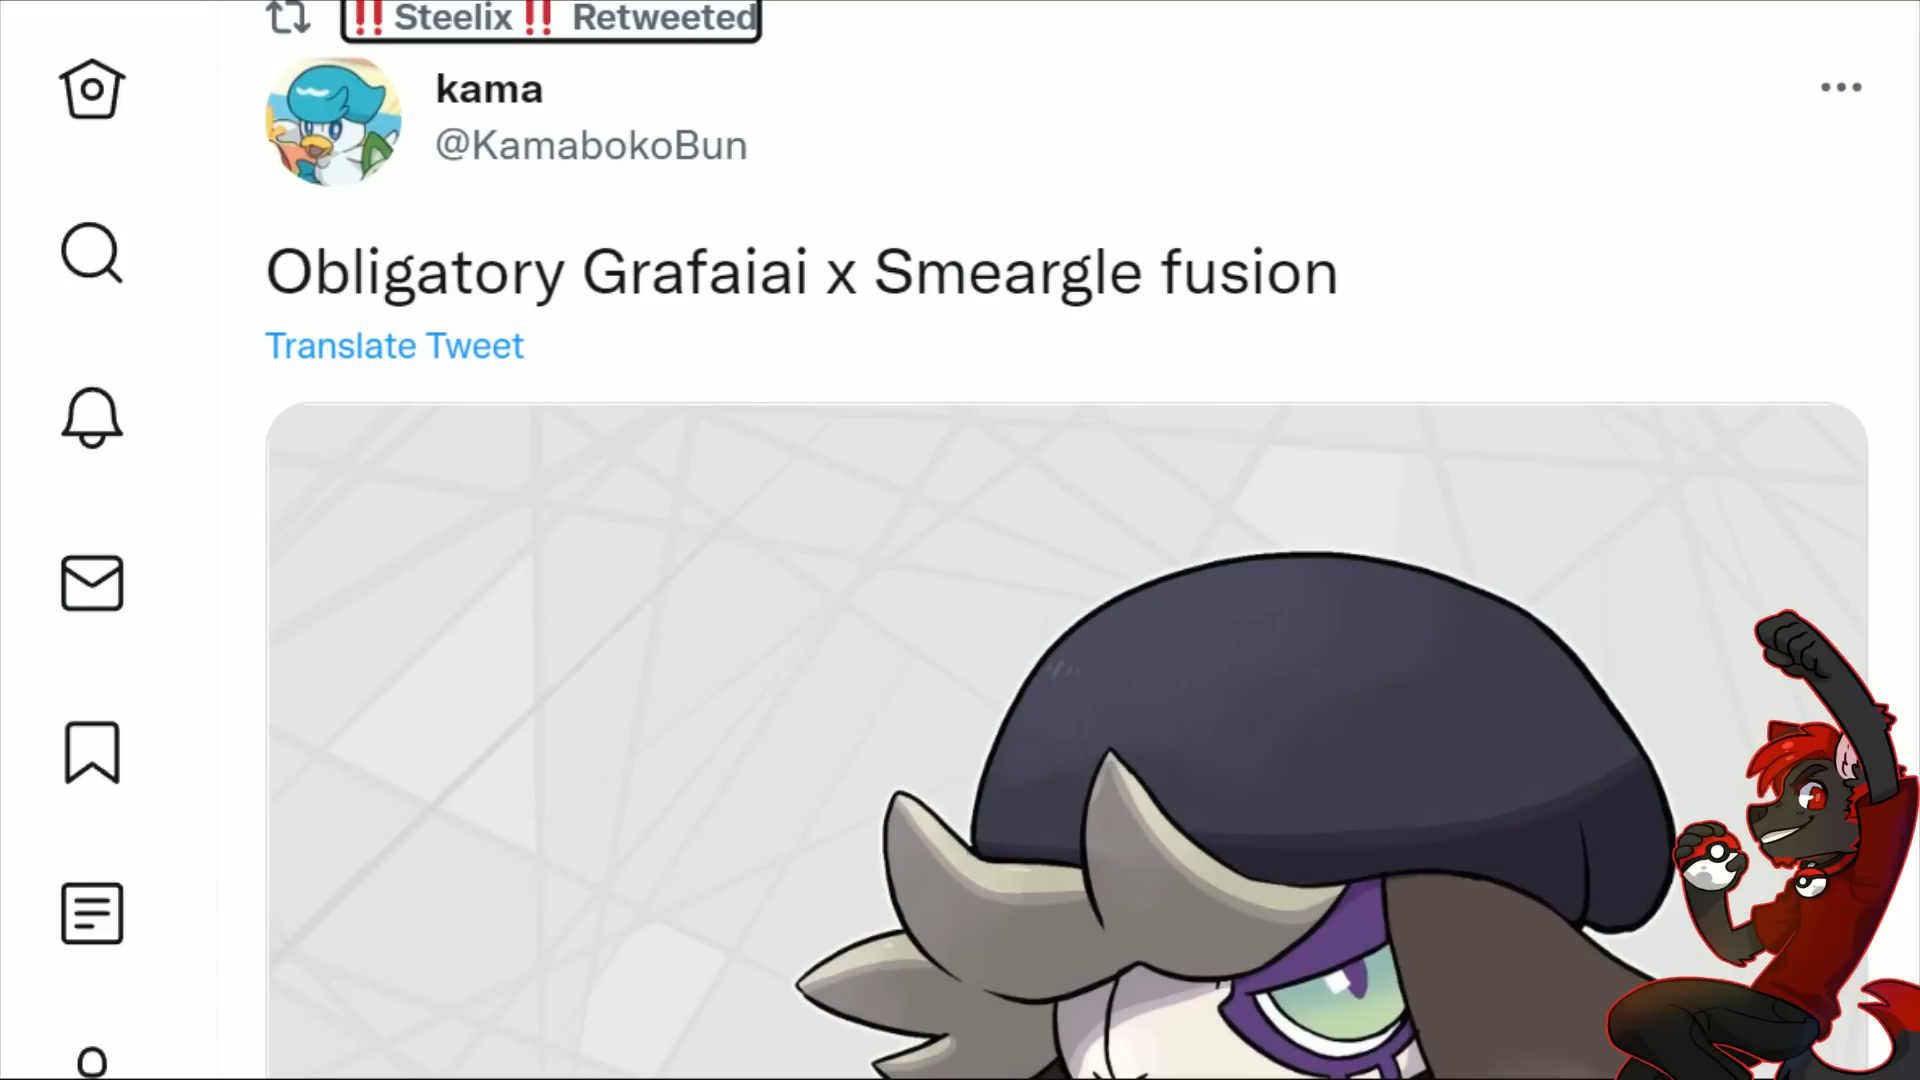 ‼ Steelix ‼ Retweeted
kama
@KamabokoBun
Obligatory Grafaiai x Smeargle fusion
Translate Tweet